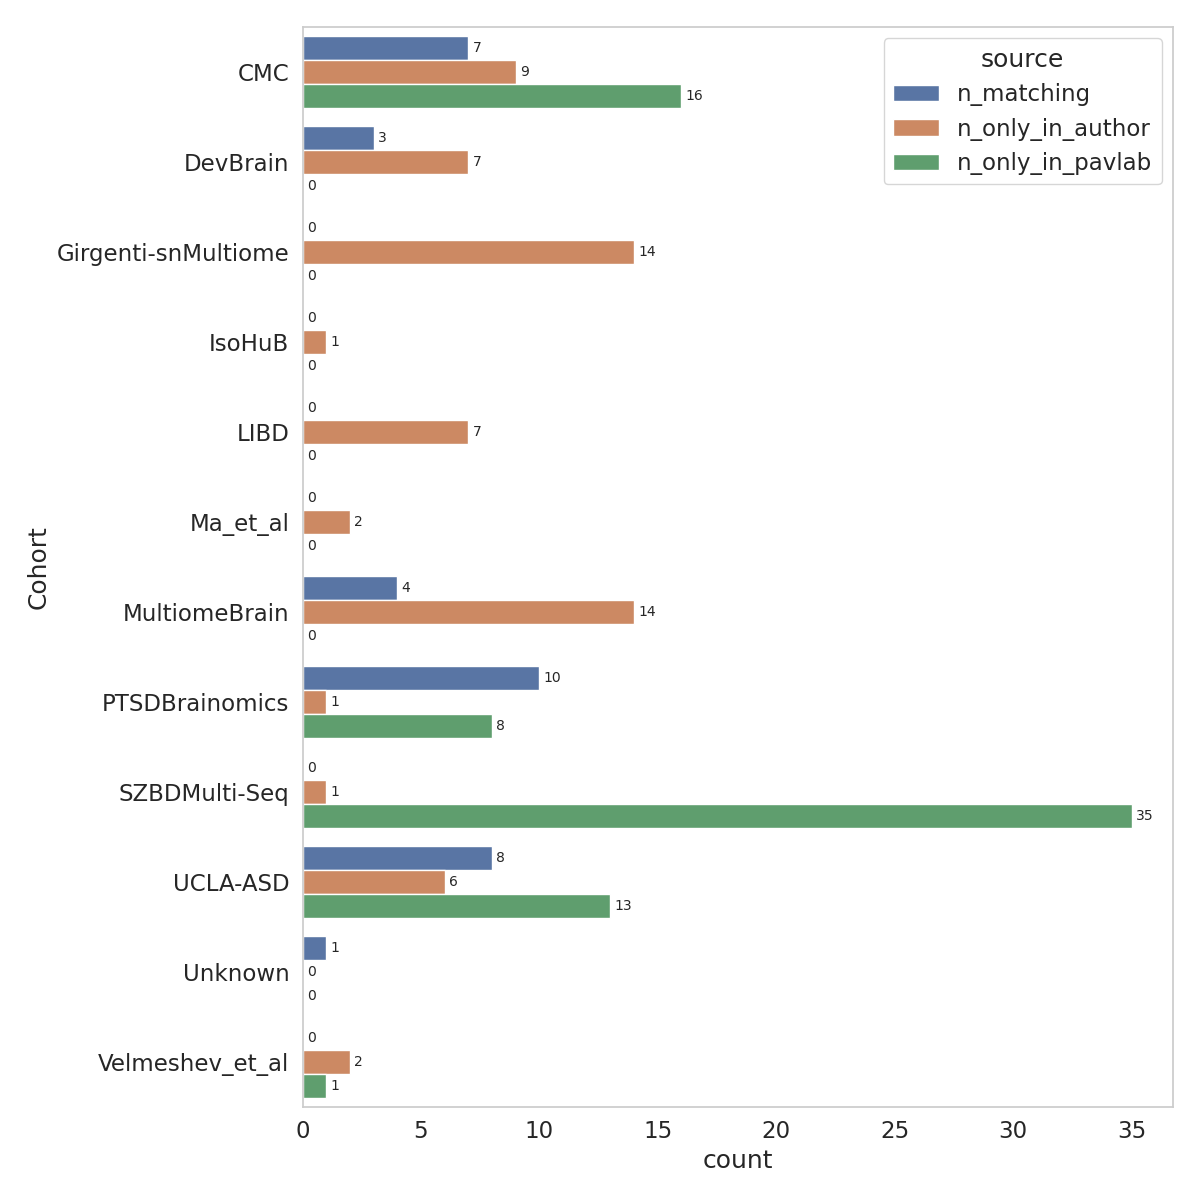 source
n_matching
n_only_in_author
n_only_in_pavlab
Cohort
CMC
7
9
16
DevBrain
3
7
0
Girgenti-snMultiome
0
14
0
IsoHuB
0
1
0
LIBD
0
7
0
Ma_et_al
0
2
0
MultiomeBrain
4
14
0
PTSDBrainomics
10
1
8
SZBDMulti-Seq
0
1
35
UCLA-ASD
8
6
13
Unknown
1
0
0
Velmeshev_et_al
0
2
1
0 5 10 15 20 25 30 35
count